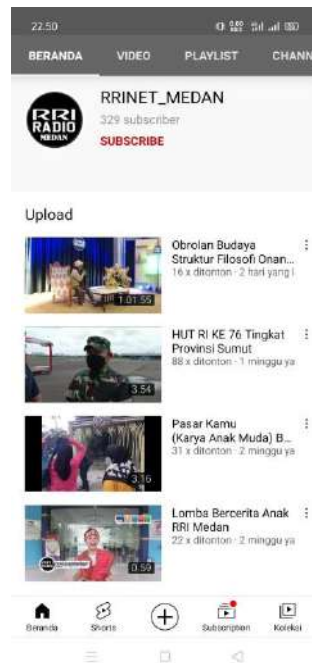 22.50
BERANDA VIDEO PLAYLIST CHANN
RRI
RADIO
MEDAN
RRINET_MEDAN
329 subscriber
SUBSCRIBE
Upload
Obrolan Budaya
Struktur Filosofi Onan...
16 x ditonton · 2 hari yang l
1.01.55
HUT RI KE 76 Tingkat
Provinsi Sumut
88 x ditonton · 1 minggu ya
3.54
Pasar Kamu
(Karya Anak Muda) B...
31 x ditonton · 2 minggu ya
3.16
Lomba Bercerita Anak
RRI Medan
22 x ditonton · 2 minggu ya
0.59
Beranda Shorts Subscription Koleksi